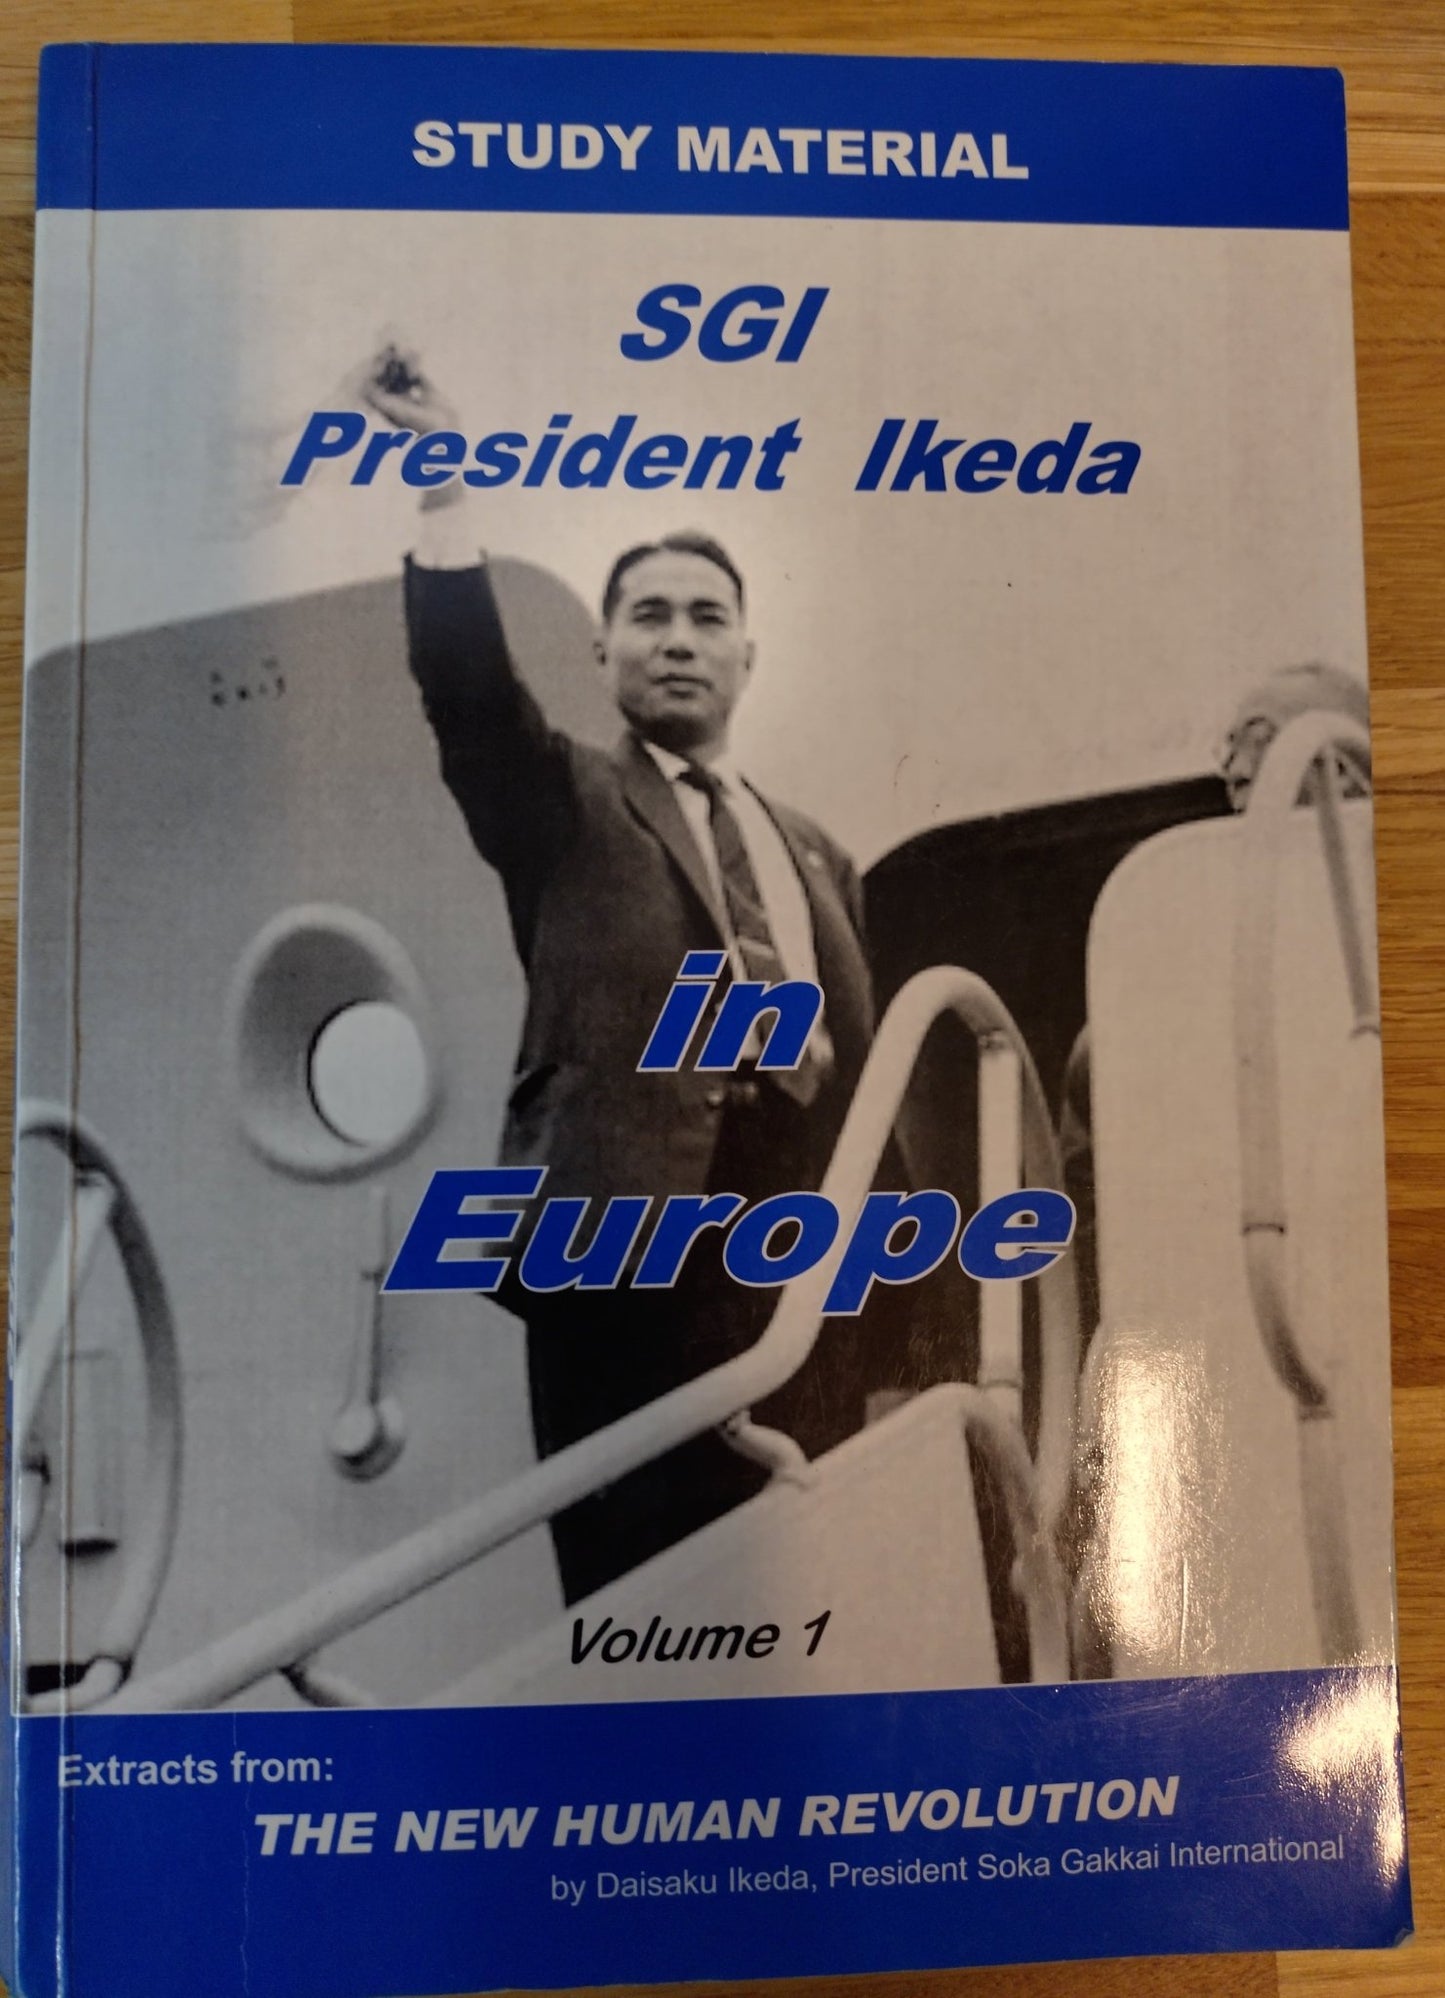 STUDY MATERIAL
SGI
President Ikeda
in
Europe
Volume 1
Extracts from:
THE NEW HUMAN REVOLUTION
by Daisaku Ikeda, President Soka Gakkai International